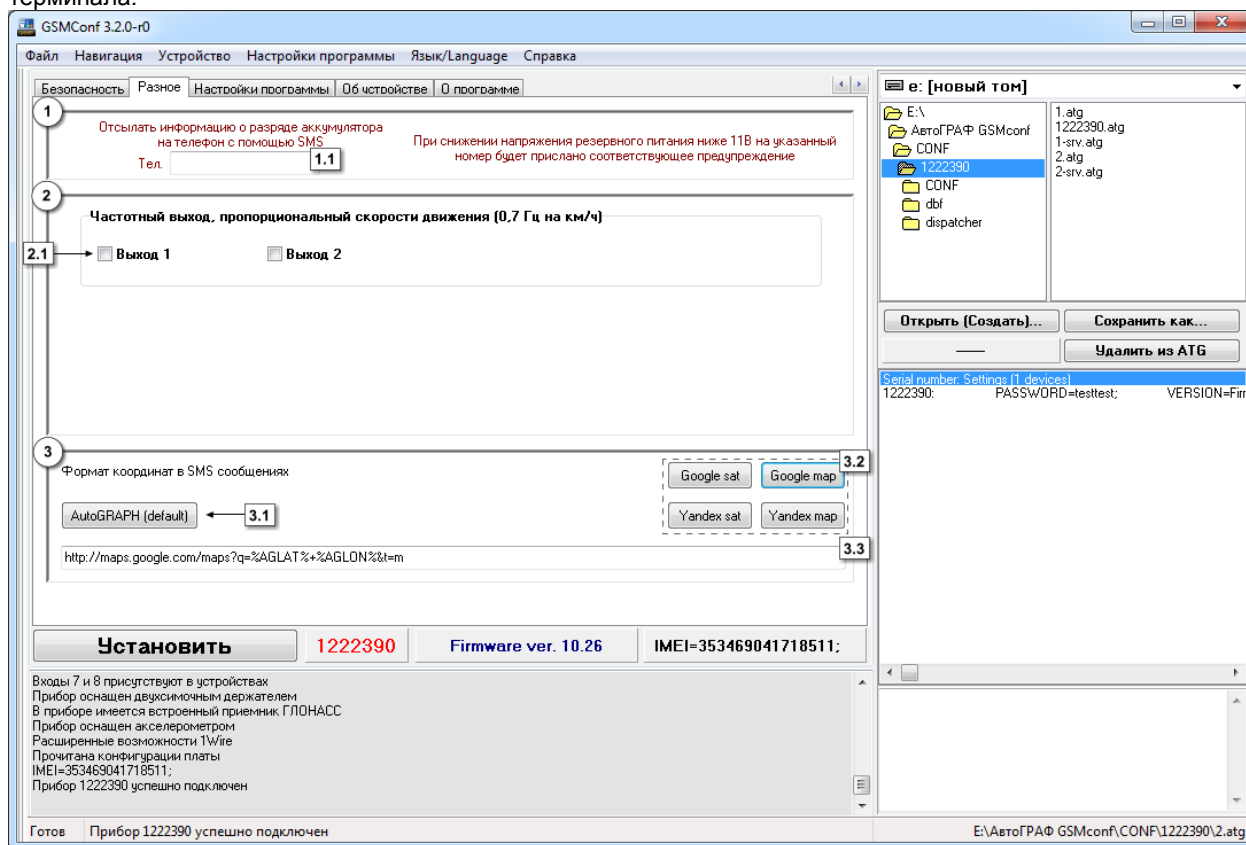 терминала.
GSMConf 3.2.0-r0
Файл Навигация Устройство Настройки программы Язык/Language Справка
Безопасность Разное Настройки программы Об устройстве О программе
1
Отсылать информацию о разряде аккумулятора
на телефон с помощью SMS
Тел.
1.1
При снижении напряжения резервного питания ниже 11В на указанный
номер будет прислано соответствующее предупреждение
2
Частотный выход, пропорциональный скорости движения (0,7 Гц на км/ч)
2.1
Выход 1
Выход 2
3
Формат координат в SMS сообщениях
AutoGRAPH (default)
3.1
Google sat
Google map
3.2
Yandex sat
Yandex map
3.3
http://maps.google.com/maps?q=%AGLAT%+%AGLON%&t=m
Установить
1222390
Firmware ver. 10.26
IMEI=353469041718511;
Входы 7 и 8 присутствуют в устройствах
Прибор оснащен двухсимочным держателем
В приборе имеется встроенный приемник ГЛОНАСС
Прибор оснащен акселерометром
Расширенные возможности 1Wire
Прочитана конфигурации платы
IMEI=353469041718511;
Прибор 1222390 успешно подключен
e: [новый том]
E:\
АвтоГРАФ GSMconf
CONF
1222390
CONF
dbf
dispatcher
1.atg
1222390.atg
1-srv.atg
2.atg
2-srv.atg
Открыть (Создать)...
Сохранить как...
Удалить из ATG
Serial number: Settings (1 devices)
1222390: PASSWORD=testtest; VERSION=Firr
Готов
Прибор 1222390 успешно подключен
E:\АвтоГРАФ GSMconf\CONF\1222390\2.atg